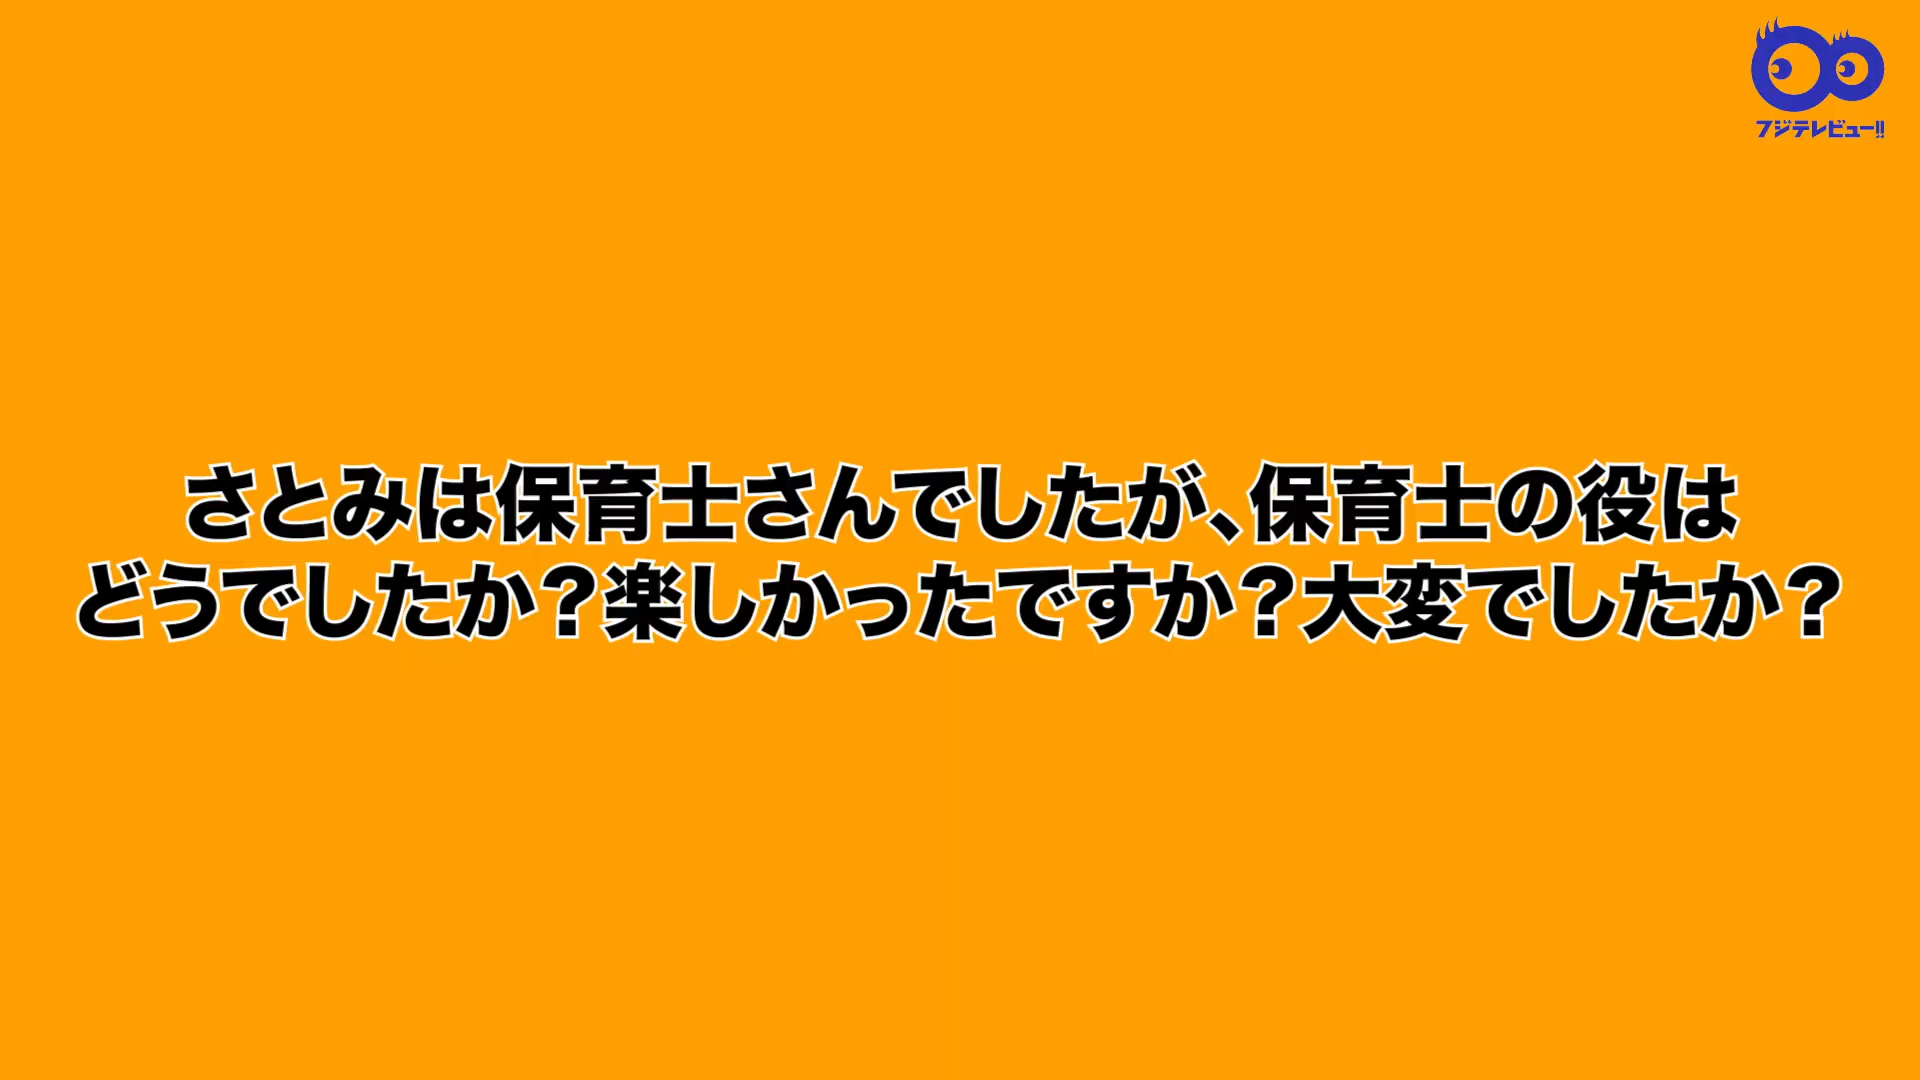 フジテレビュー!!
さとみは保育士さんでしたが、保育士の役は
どうでしたか？楽しかったですか？大変でしたか？